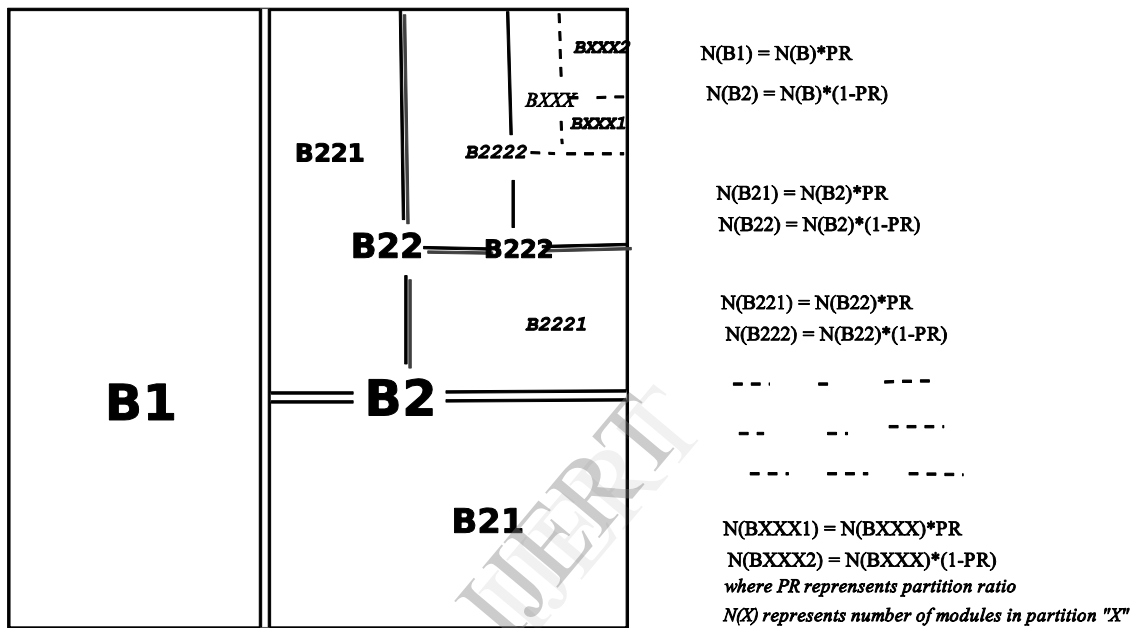 BXXX2
BXXX
BXXX1
B221
B2222
B22
B222
B2221
B1
B2
B21
IJERT
N(B1) = N(B)*PR
N(B2) = N(B)*(1-PR)
N(B21) = N(B2)*PR
N(B22) = N(B2)*(1-PR)
N(B221) = N(B22)*PR
N(B222) = N(B22)*(1-PR)
N(BXXX1) = N(BXXX)*PR
N(BXXX2) = N(BXXX)*(1-PR)
where PR reprensents partition ratio
N(X) represents number of modules in partition "X"